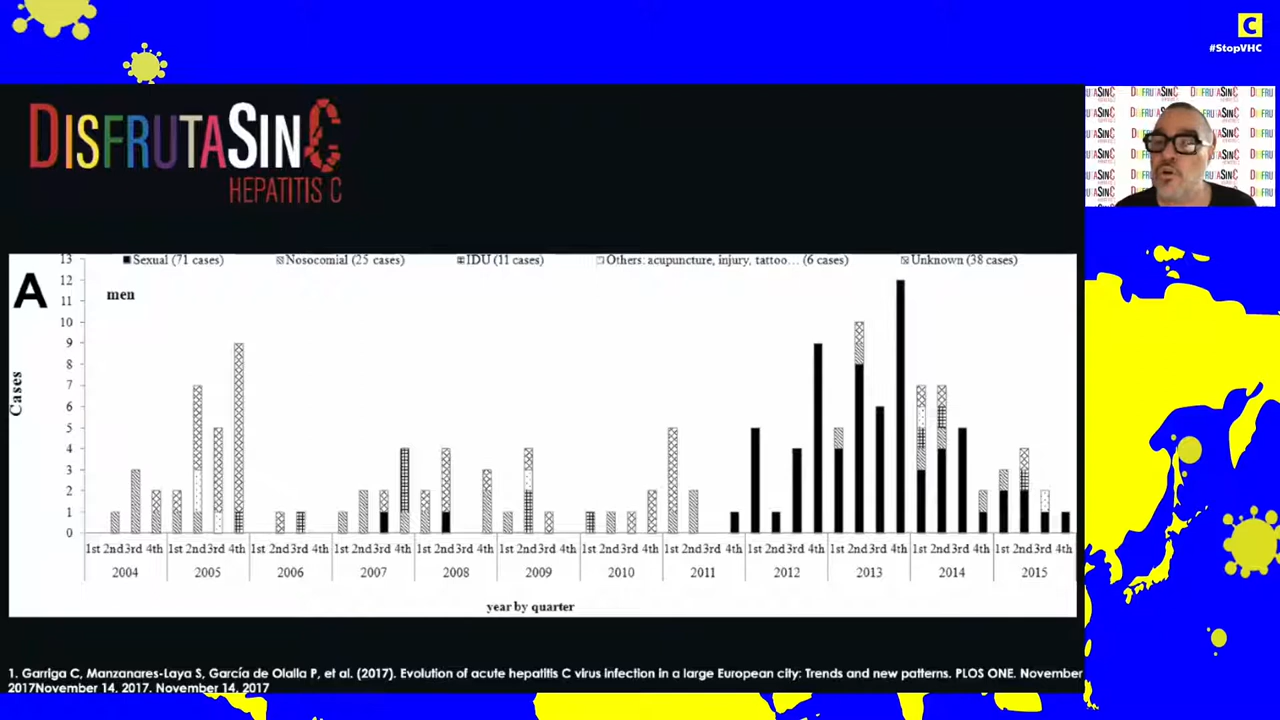 C
#StopVHC
DISFRUTASINC
HEPATITIS C
A
men
Sexual (71 cases)
Nosocomial (25 cases)
IDU (11 cases)
Others: acupuncture, injury, tattoo... (6 cases)
Unknown (38 cases)
Cases
13
12
11
10
9
8
7
6
5
4
3
2
1
0
1st 2nd 3rd 4th 1st 2nd 3rd 4th 1st 2nd 3rd 4th 1st 2nd 3rd 4th 1st 2nd 3rd 4th 1st 2nd 3rd 4th 1st 2nd 3rd 4th 1st 2nd 3rd 4th 1st 2nd 3rd 4th 1st 2nd 3rd 4th 1st 2nd 3rd 4th 1st 2nd 3rd 4th
2004 2005 2006 2007 2008 2009 2010 2011 2012 2013 2014 2015
year by quarter
1. Garriga C, Manzanares-Laya S, García de Olalla P, et al. (2017). Evolution of acute hepatitis C virus infection in a large European city: Trends and new patterns. PLOS ONE. November
2017November 14, 2017. November 14, 2017